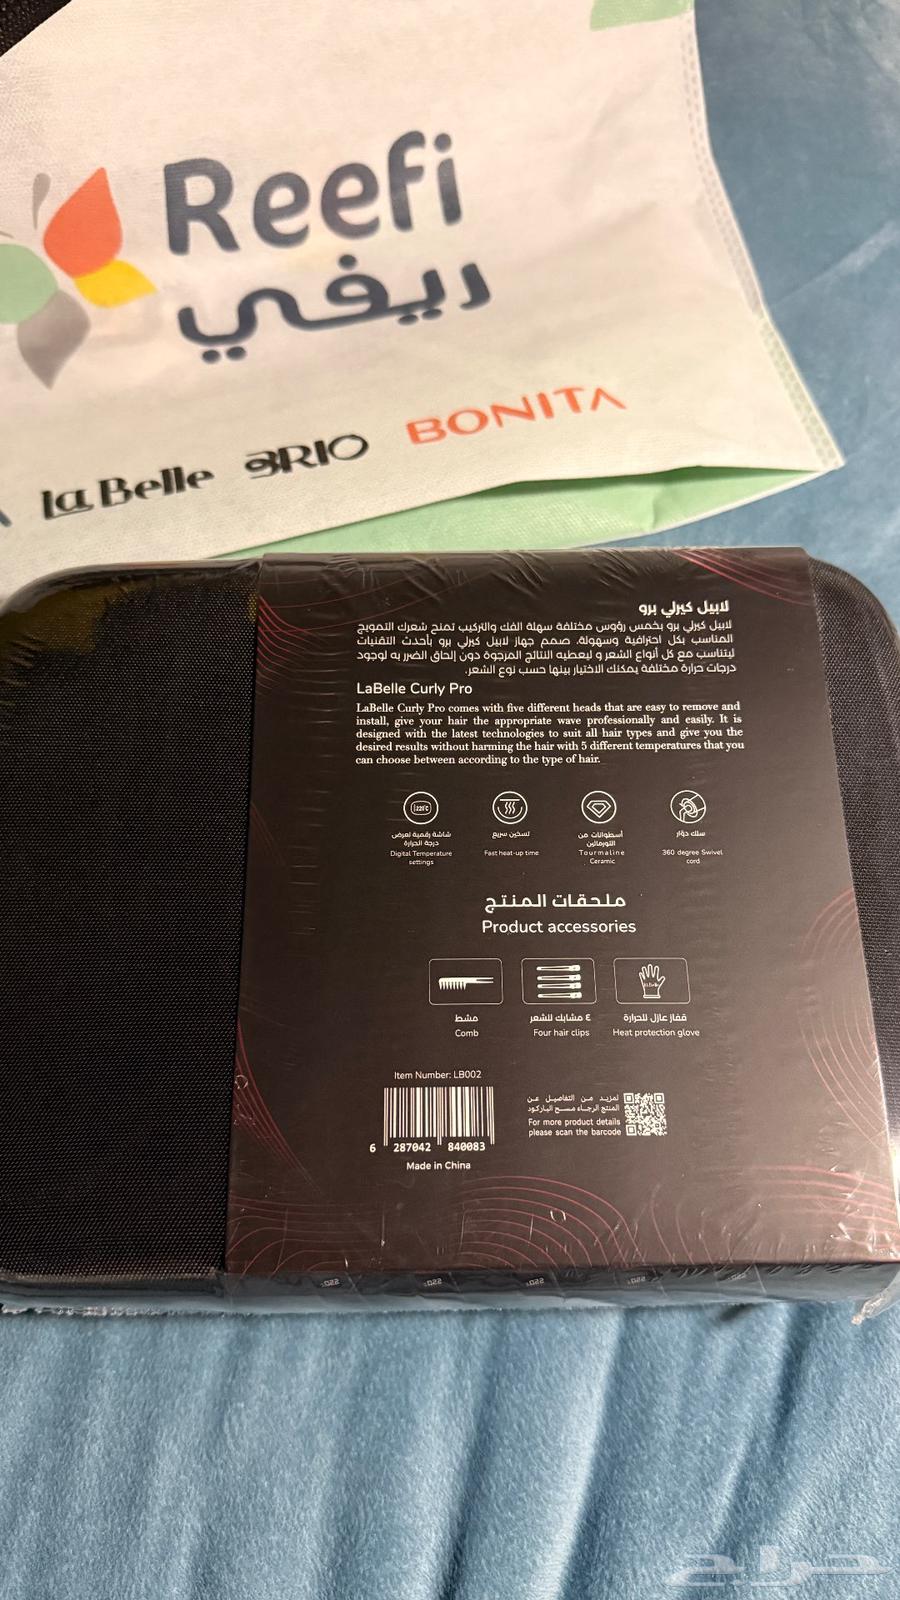 Reefi
ريفي
la Belle BRIO BONITA
لابيل كيرلي برو
لابيل كيرلي برو بخمس رؤوس مختلفة سهلة الفك والتركيب تمنح شعرك التمويج
المناسب بكل احترافية وسهولة. صمم جهاز لابيل كيرلي برو بأحدث التقنيات
ليتناسب مع كل أنواع الشعر و ليعطيه النتائج المرجوة دون إلحاق الضرر به لوجود
درجات حرارة مختلفة يمكنك الاختيار بينها حسب نوع الشعر.
LaBelle Curly Pro
LaBelle Curly Pro comes with five different heads that are easy to remove and
install, give your hair the appropriate wave professionally and easily. It is
designed with the latest technologies to suit all hair types and give you the
desired results without harming the hair with 5 different temperatures that you
can choose between according to the type of hair.
220°C
شاشة رقمية لعرض
درجة الحرارة
Digital Temperature
settings
تسخين سريع
Fast heat-up time
أسطوانات من
التورمالين
Tourmaline
Ceramic
سلك دوّار
360 degree Swivel
cord
ملحقات المنتج
Product accessories
مشط
Comb
٤ مشابك للشعر
Four hair clips
قفاز عازل للحرارة
Heat protection glove
Item Number: LB002
6 287042 840083
Made in China
لمزيد من التفاصيل عن
المنتج الرجاء مسح الباركود
For more product details
please scan the barcode
حراج